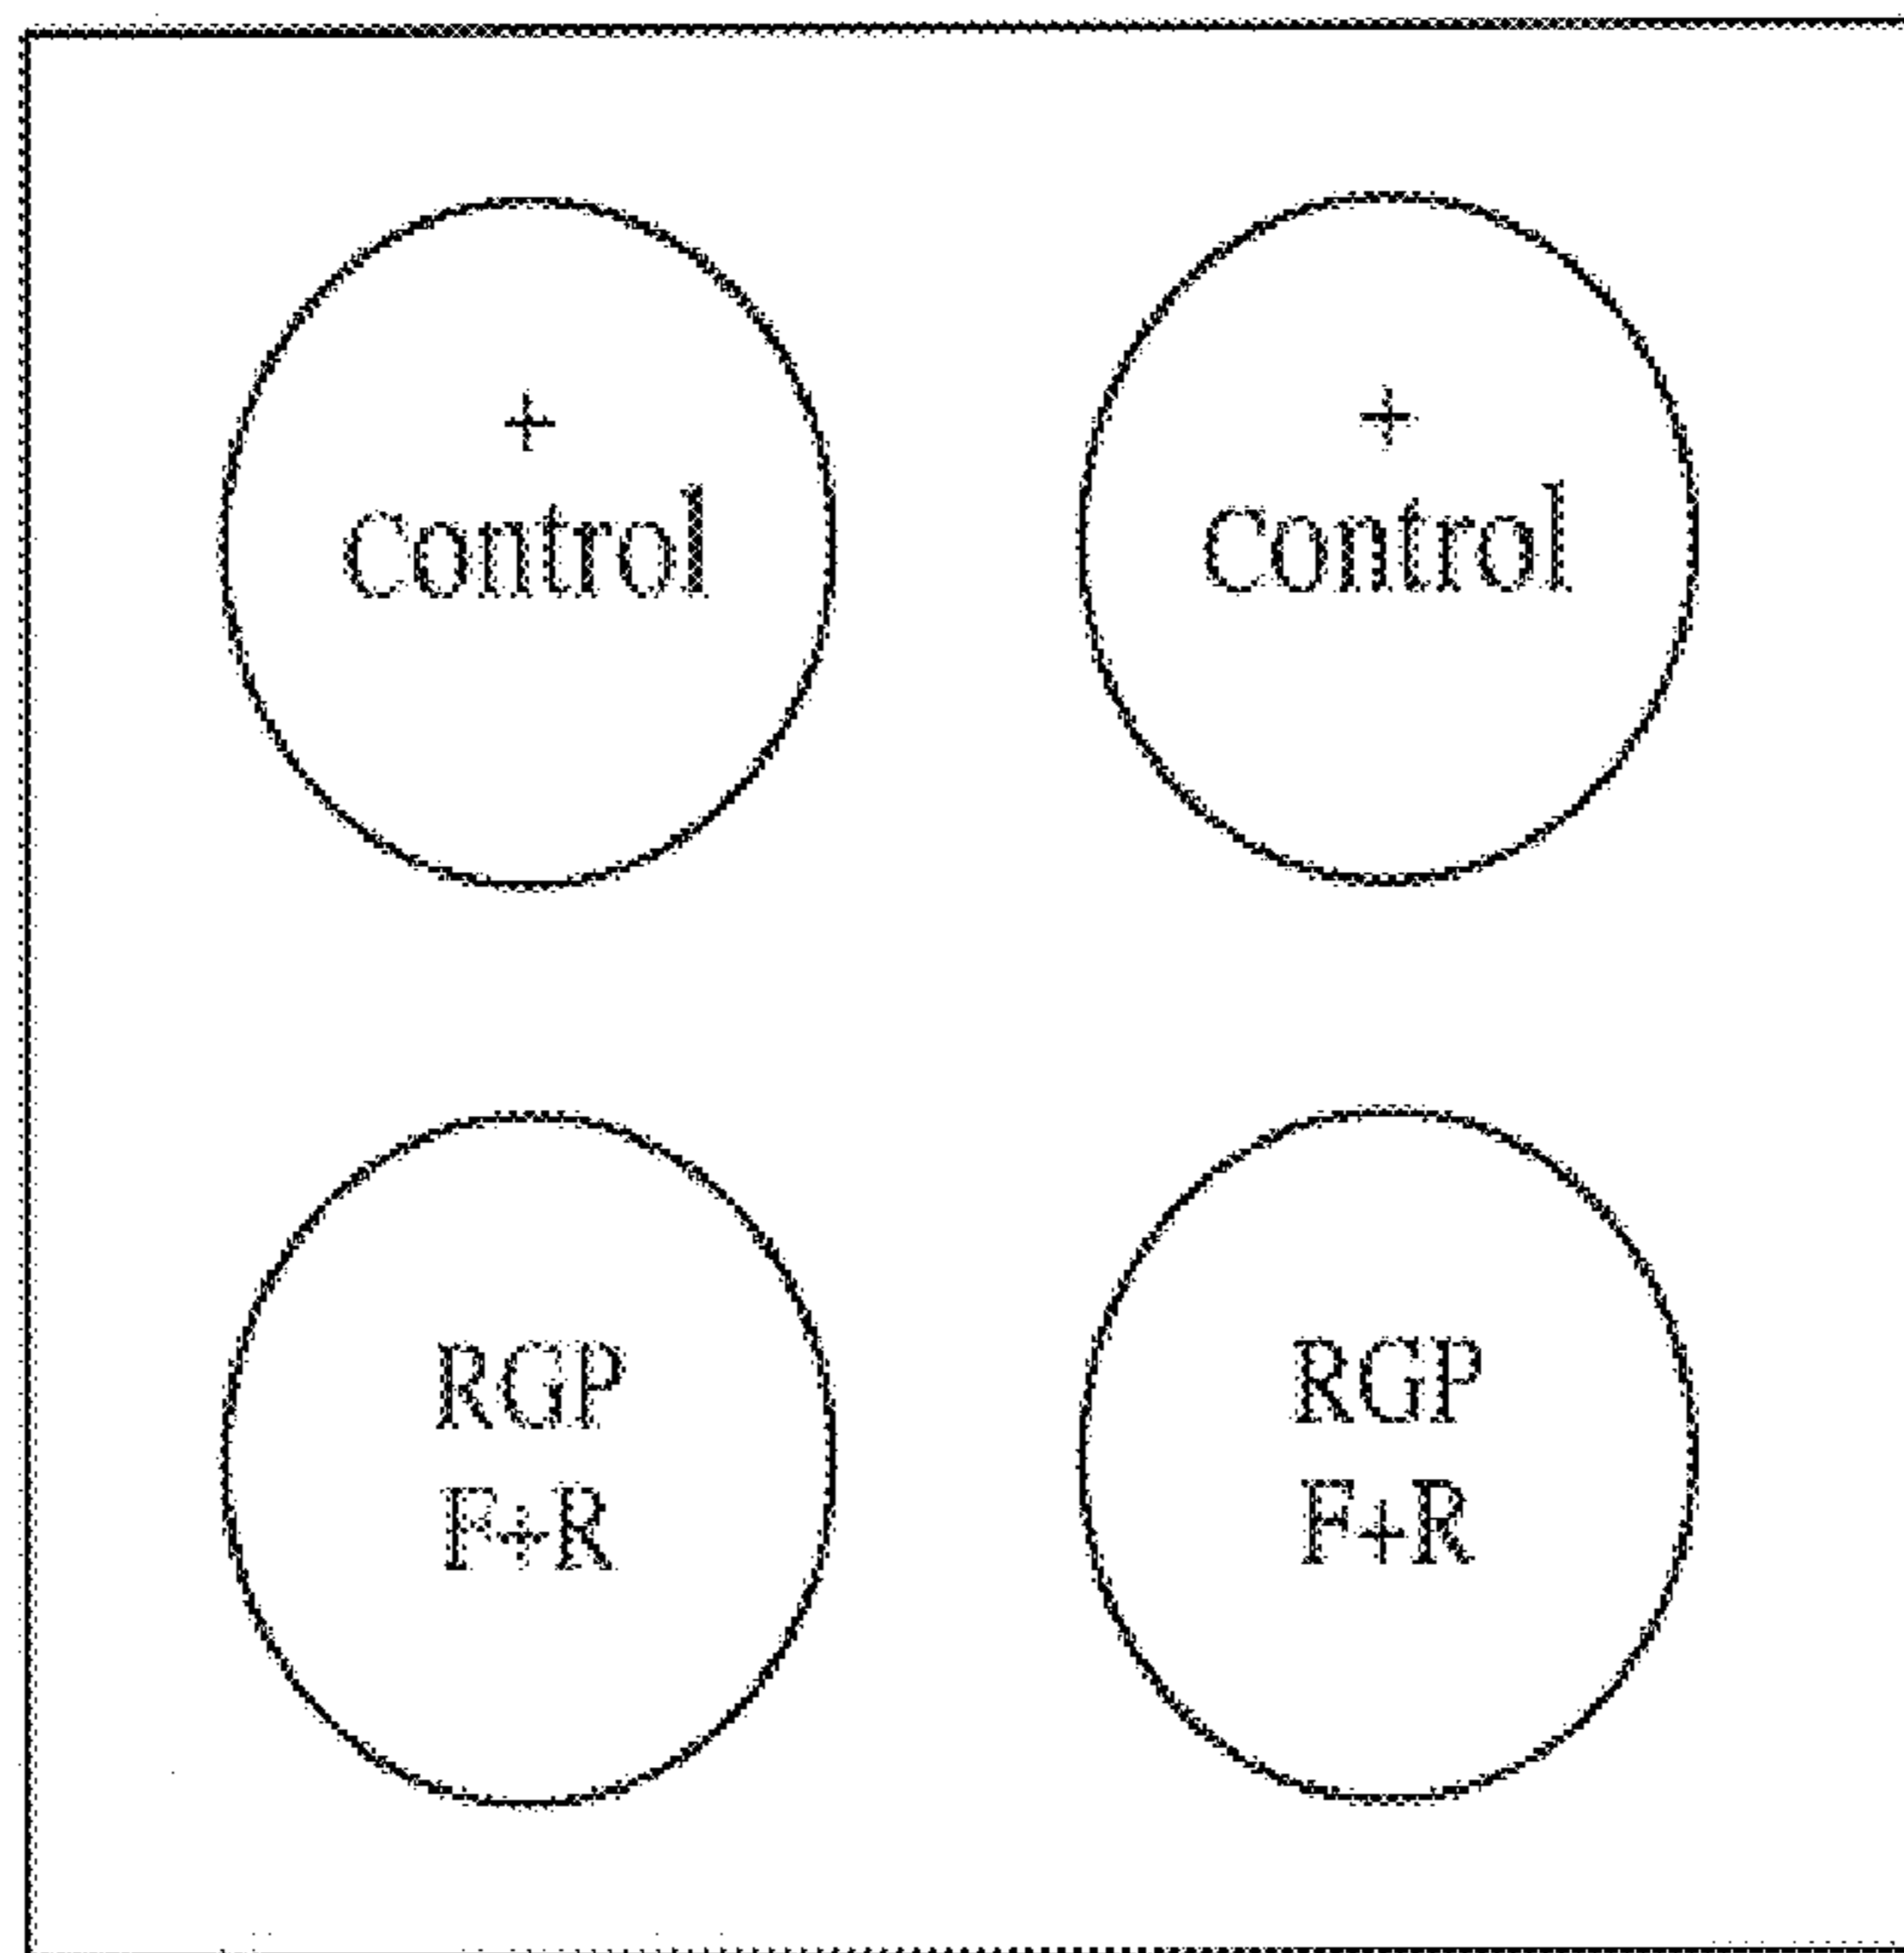 +
Control
+
Control
RGP
F+R
RGP
F+R